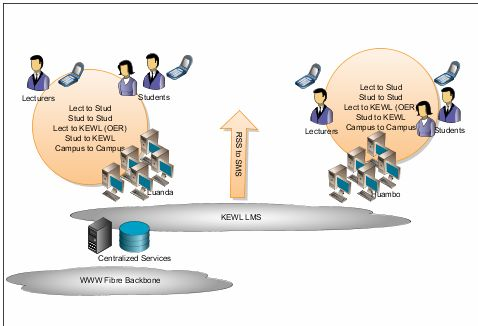 Lecturers
Students
Lect to Stud
Stud to Stud
Lect to KEWL (OER)
Stud to KEWL
Campus to Campus
Luanda
RSS to SMS
Lect to Stud
Stud to Stud
Lect to KEWL (OER)
Stud to KEWL
Campus to Campus
Lecturers
Students
Huambo
KEWL LMS
Centralized Services
WWW Fibre Backbone